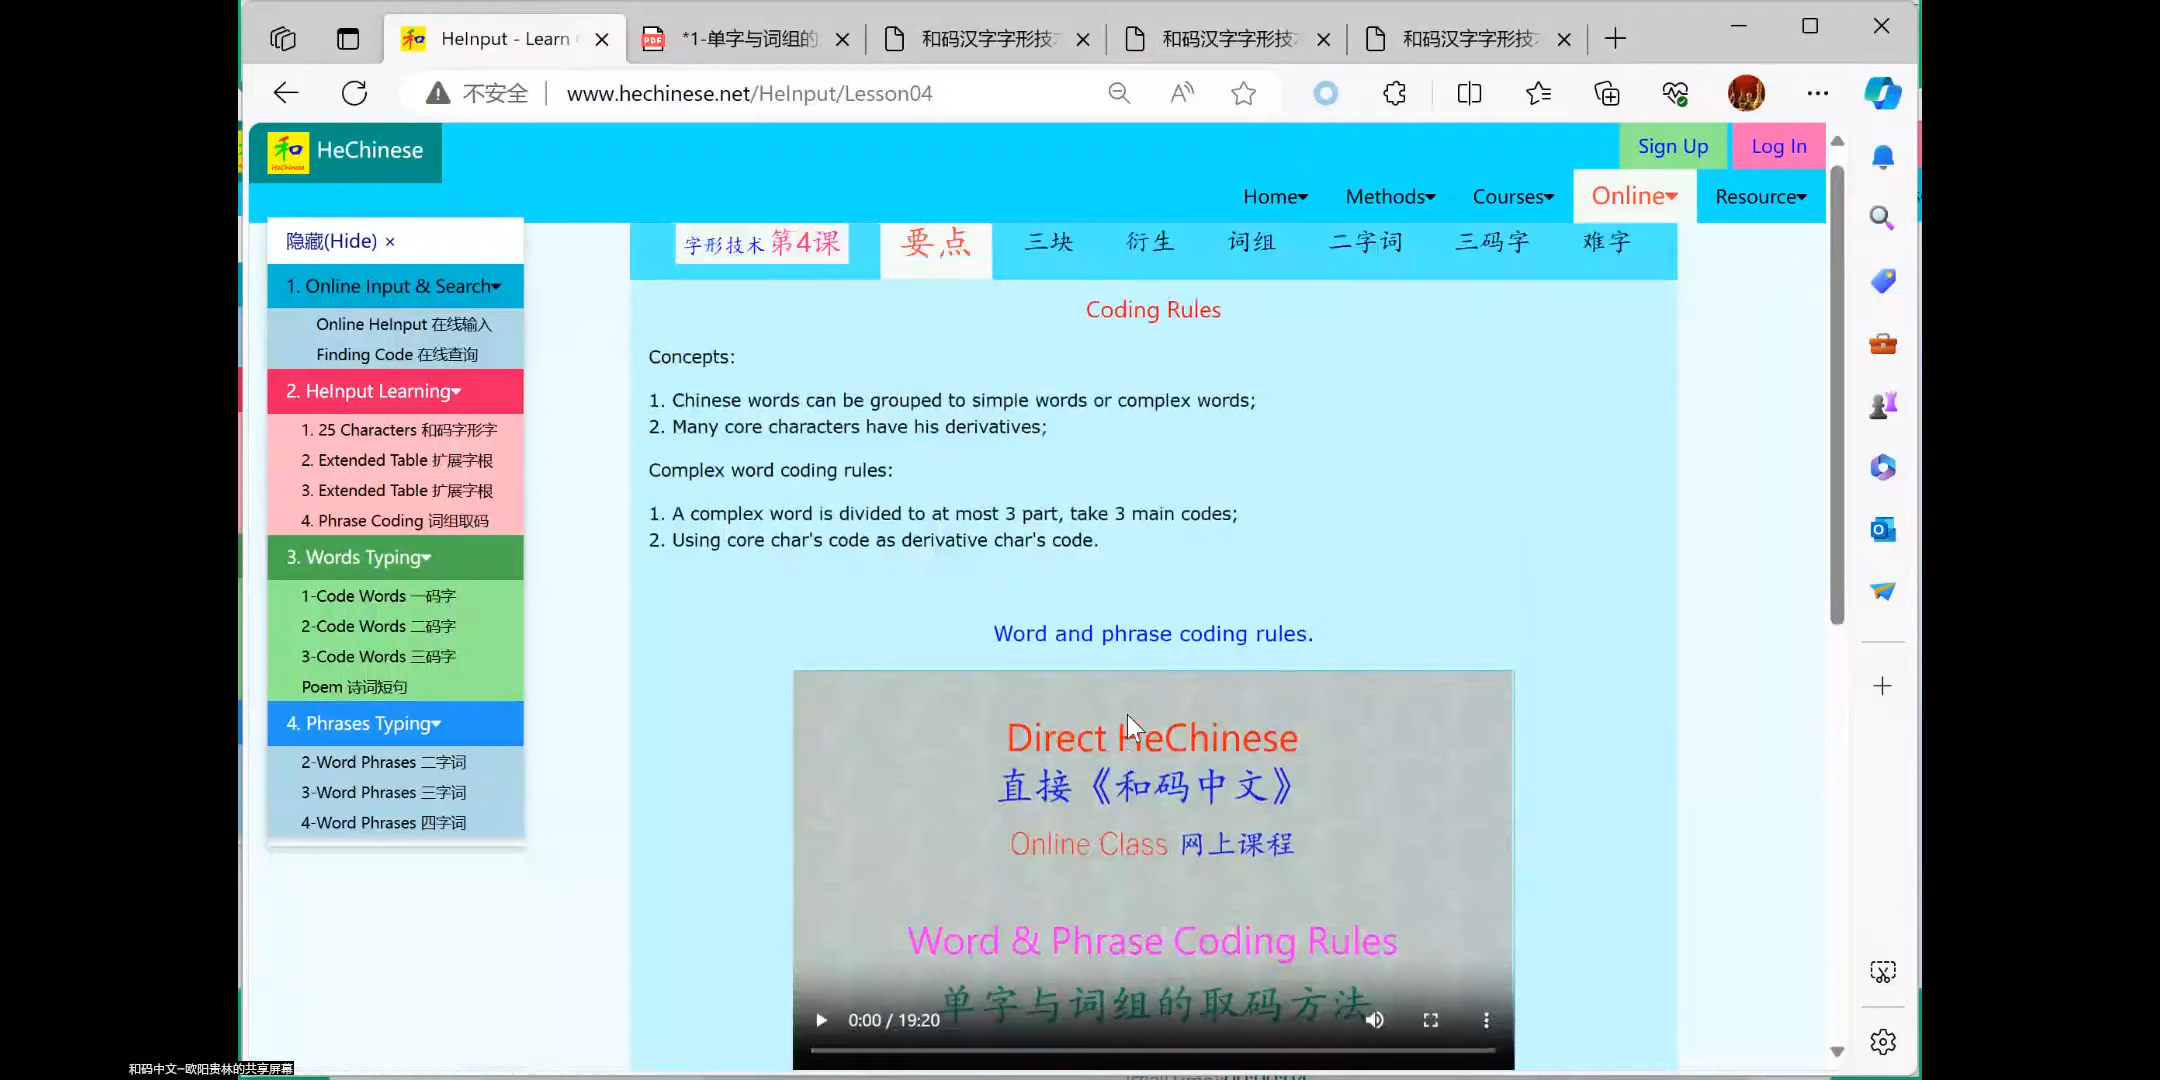 HeInput - Learn
*1-单字与词组的
和码汉字字形技
和码汉字字形技
和码汉字字形技
不安全
www.hechinese.net/HeInput/Lesson04
和 HeChinese
HeChinese
Sign Up
Log In
Home
Methods
Courses
Online
Resource
隐藏(Hide) ×
1. Online Input & Search
Online HeInput 在线输入
Finding Code 在线查询
2. HeInput Learning
1. 25 Characters 和码字形字
2. Extended Table 扩展字根
3. Extended Table 扩展字根
4. Phrase Coding 词组取码
3. Words Typing
1-Code Words 一码字
2-Code Words 二码字
3-Code Words 三码字
Poem 诗词短句
4. Phrases Typing
2-Word Phrases 二字词
3-Word Phrases 三字词
4-Word Phrases 四字词
字形技术 第4课
要点
三块
衍生
词组
二字词
三码字
难字
Coding Rules
Concepts:
1. Chinese words can be grouped to simple words or complex words;
2. Many core characters have his derivatives;
Complex word coding rules:
1. A complex word is divided to at most 3 part, take 3 main codes;
2. Using core char's code as derivative char's code.
Word and phrase coding rules.
Direct HeChinese
直接《和码中文》
Online Class 网上课程
Word & Phrase Coding Rules
单字与词组的取码方法
0:00 / 19:20
和码中文–欧阳贵林的共享屏幕